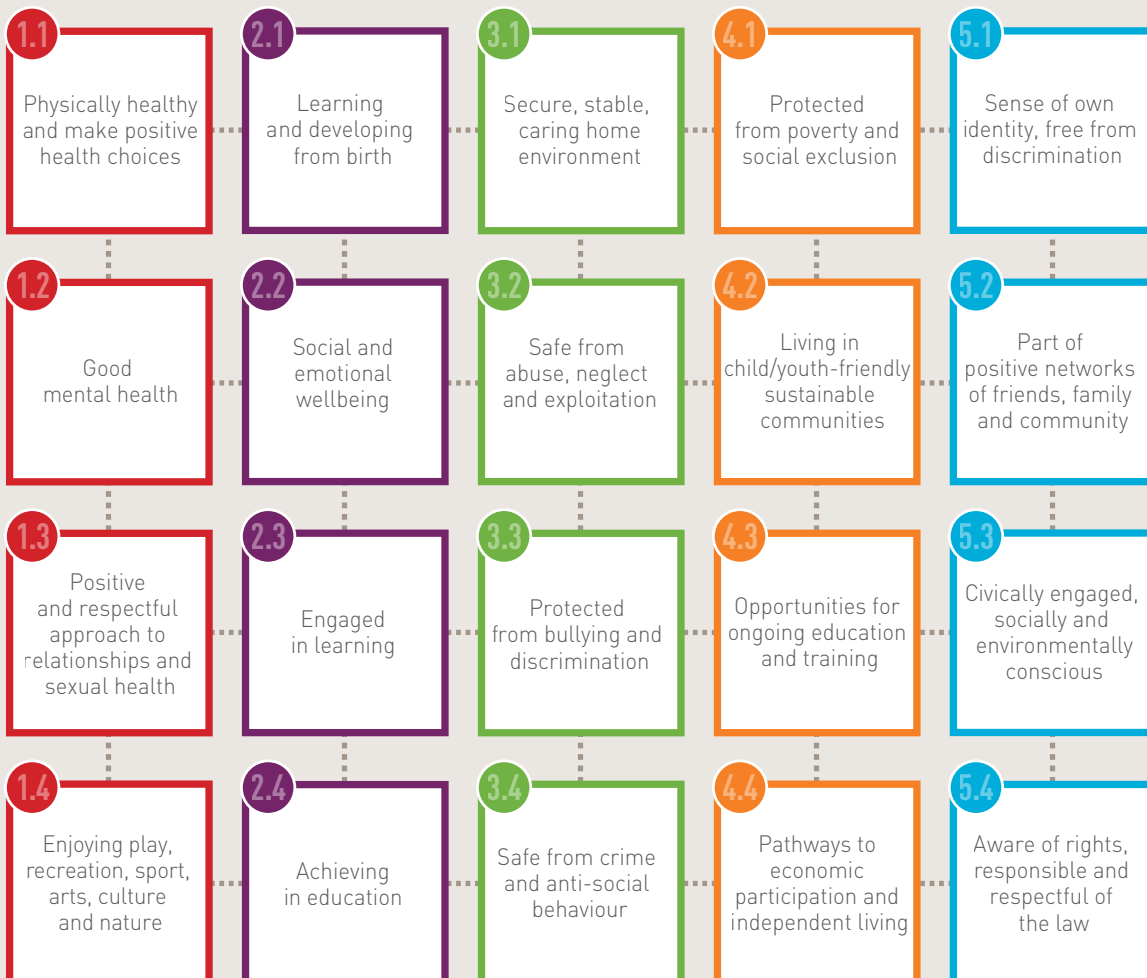 1.1
Physically healthy
and make positive
health choices
2.1
Learning
and developing
from birth
3.1
Secure, stable,
caring home
environment
4.1
Protected
from poverty and
social exclusion
5.1
Sense of own
identity, free from
discrimination
1.2
Good
mental health
2.2
Social and
emotional
wellbeing
3.2
Safe from
abuse, neglect
and exploitation
4.2
Living in
child/youth-friendly
sustainable
communities
5.2
Part of
positive networks
of friends, family
and community
1.3
Positive
and respectful
approach to
relationships and
sexual health
2.3
Engaged
in learning
3.3
Protected
from bullying and
discrimination
4.3
Opportunities for
ongoing education
and training
5.3
Civically engaged,
socially and
environmentally
conscious
1.4
Enjoying play,
recreation, sport,
arts, culture
and nature
2.4
Achieving
in education
3.4
Safe from crime
and anti-social
behaviour
4.4
Pathways to
economic
participation and
independent living
5.4
Aware of rights,
responsible and
respectful of
the law